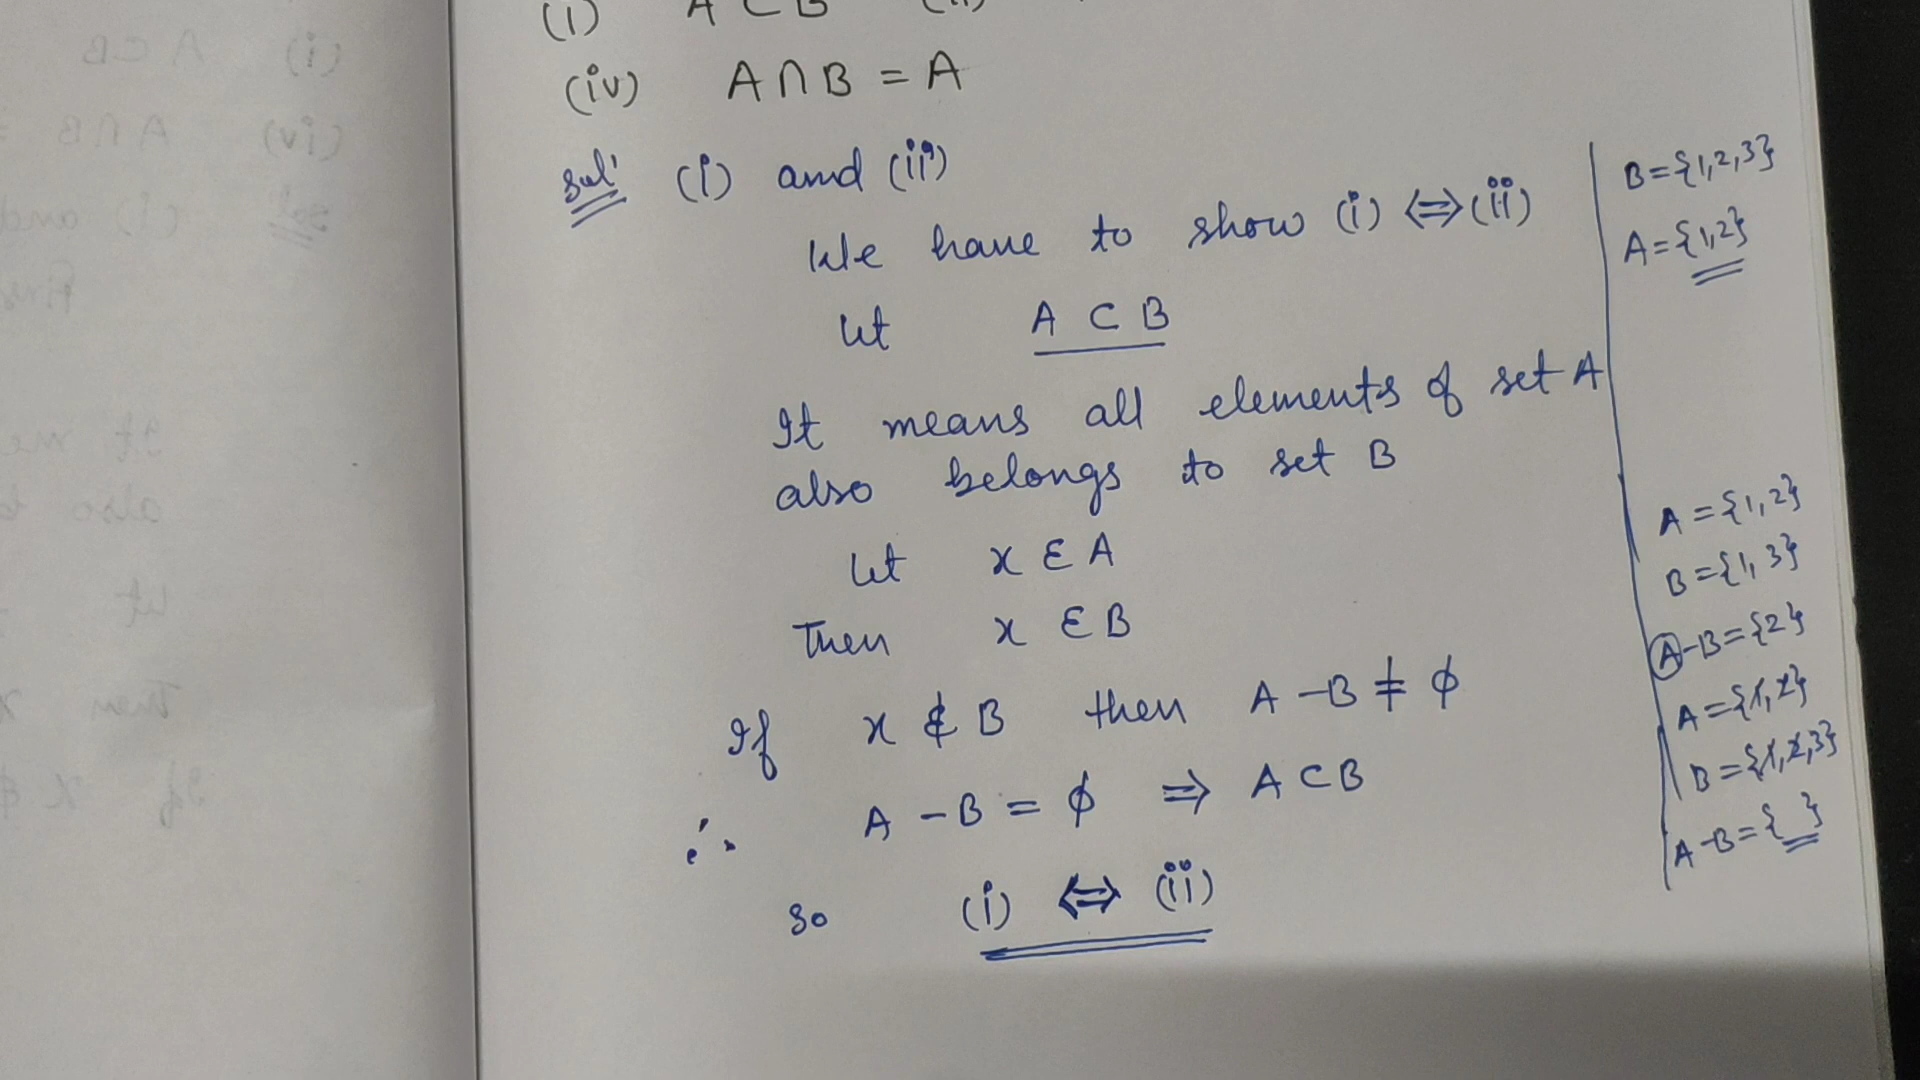 (i) A ⊂ B (ii)
(iv) A ∩ B = A
sol' (i) and (ii)
We have to show (i) ⇔ (ii)
let A ⊂ B
It means all elements of set A
also belongs to set B
let x ∈ A
Then x ∈ B
If x ∉ B then A - B ≠ ϕ
∴ A - B = ϕ ⇒ A ⊂ B
so (i) ⇔ (ii)
B = {1,2,3}
A = {1,2}
A = {1,2}
B = {1,3}
A-B = {2}
A = {1,2}
B = {1,2,3}
A-B = { }